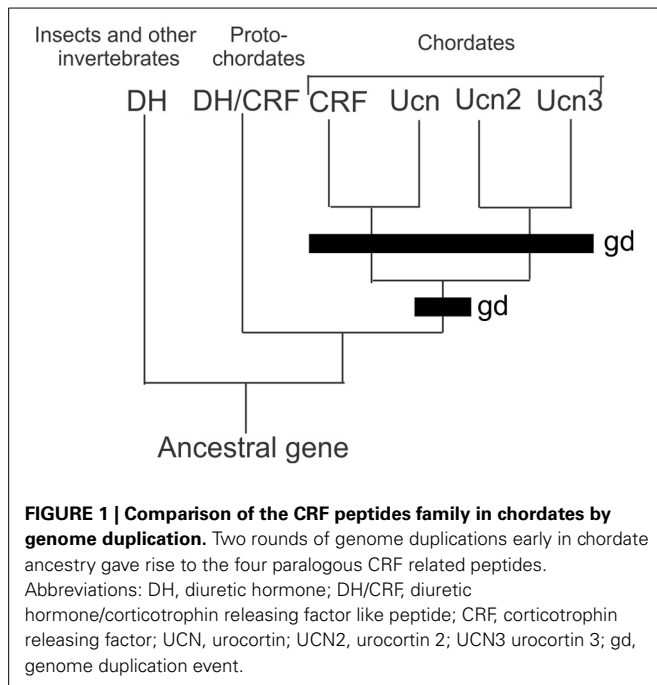 Insects and other
invertebrates
Proto-
chordates
Chordates
DH
DH/CRF
CRF
Ucn
Ucn2
Ucn3
gd
gd
Ancestral gene
FIGURE 1 | Comparison of the CRF peptides family in chordates by
genome duplication. Two rounds of genome duplications early in chordate
ancestry gave rise to the four paralogous CRF related peptides.
Abbreviations: DH, diuretic hormone; DH/CRF, diuretic
hormone/corticotrophin releasing factor like peptide; CRF, corticotrophin
releasing factor; UCN, urocortin; UCN2, urocortin 2; UCN3 urocortin 3; gd,
genome duplication event.